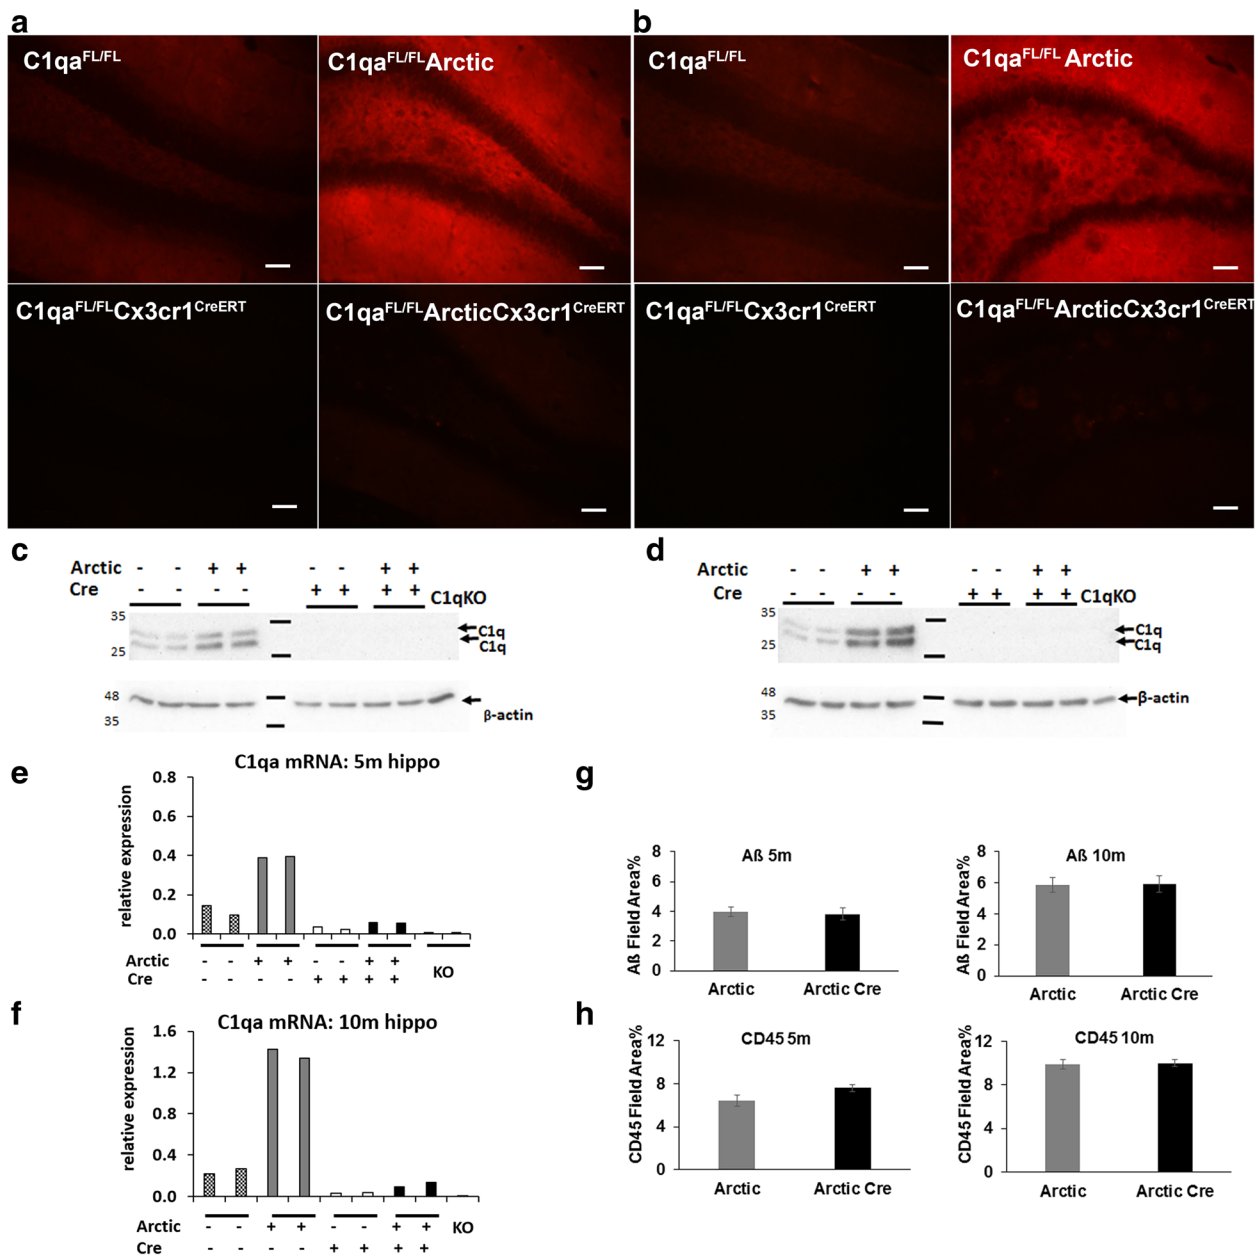 a b
C1qaFL/FL C1qaFL/FLArctic C1qaFL/FL C1qaFL/FL Arctic
C1qaFL/FLCx3cr1CreERT C1qaFL/FLArcticCx3cr1CreERT C1qaFL/FLCx3cr1CreERT C1qaFL/FLArcticCx3cr1CreERT
c
Arctic - - + + - - + +
Cre - - - - + + + + C1qKO
35
25
C1q
C1q
48
35
β-actin
d
Arctic - - + + - - + +
Cre - - - - + + + + C1qKO
35
25
C1q
C1q
48
35
β-actin
e
C1qa mRNA: 5m hippo
relative expression
0.8
0.6
0.4
0.2
0.0
Arctic - - + + - - + +
Cre - - - - + + + +
KO
f
C1qa mRNA: 10m hippo
relative expression
1.6
1.2
0.8
0.4
0.0
Arctic - - + + - - + + KO
Cre - - - - + + + +
g
Aß 5m
Aß Field Area%
8
6
4
2
0
Arctic Arctic Cre
Aß 10m
Aß Field Area%
8
6
4
2
0
Arctic Arctic Cre
h
CD45 5m
CD45 Field Area%
12
8
4
0
Arctic Arctic Cre
CD45 10m
CD45 Field Area%
12
8
4
0
Arctic Arctic Cre